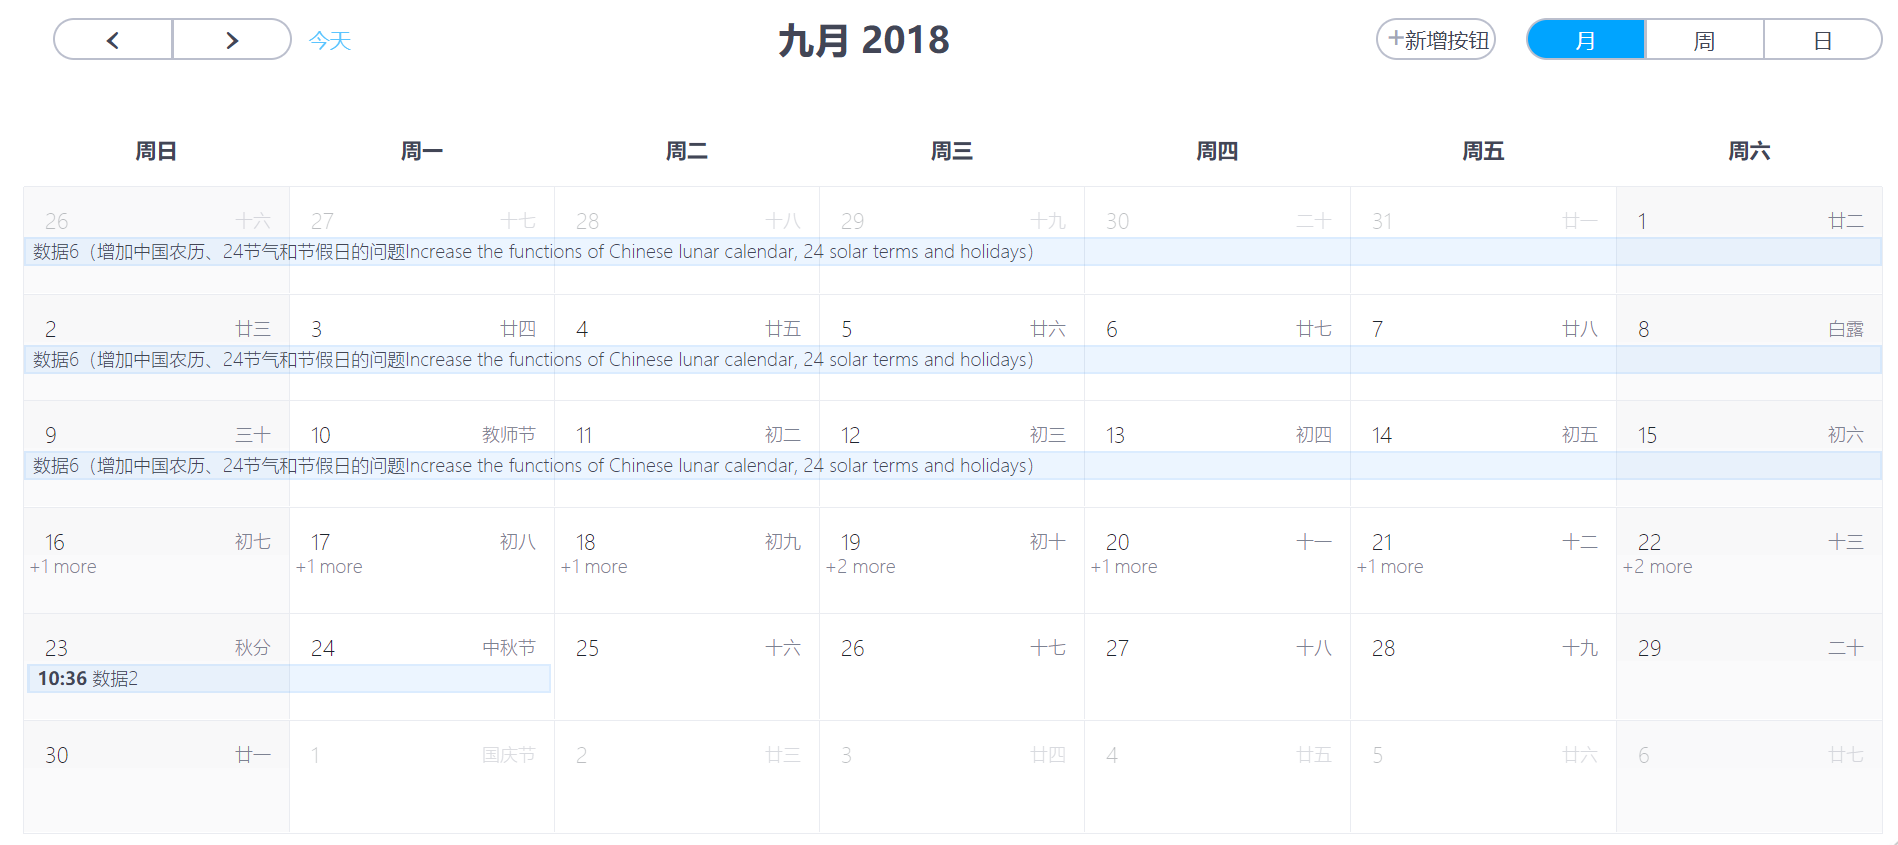 今天
九月 2018
+新增按钮
月 周 日
周日 周一 周二 周三 周四 周五 周六
26 十六 27 十七 28 十八 29 十九 30 二十 31 廿一 1 廿二
数据6（增加中国农历、24节气和节假日的问题Increase the functions of Chinese lunar calendar, 24 solar terms and holidays）
2 廿三 3 廿四 4 廿五 5 廿六 6 廿七 7 廿八 8 白露
数据6（增加中国农历、24节气和节假日的问题Increase the functions of Chinese lunar calendar, 24 solar terms and holidays）
9 三十 10 教师节 11 初二 12 初三 13 初四 14 初五 15 初六
数据6（增加中国农历、24节气和节假日的问题Increase the functions of Chinese lunar calendar, 24 solar terms and holidays）
16 初七 17 初八 18 初九 19 初十 20 十一 21 十二 22 十三
+1 more +1 more +1 more +2 more +1 more +1 more +2 more
23 秋分 24 中秋节 25 十六 26 十七 27 十八 28 十九 29 二十
10:36 数据2
30 廿一 1 国庆节 2 廿三 3 廿四 4 廿五 5 廿六 6 廿七